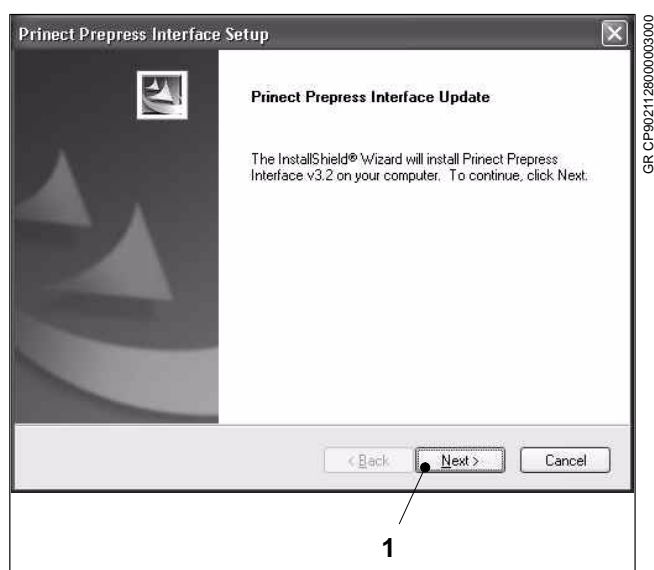 Prinect Prepress Interface Setup
Prinect Prepress Interface Update
The InstallShield® Wizard will install Prinect Prepress
Interface v3.2 on your computer. To continue, click Next.
< Back
Next >
Cancel
1
GR CP90211280000003000